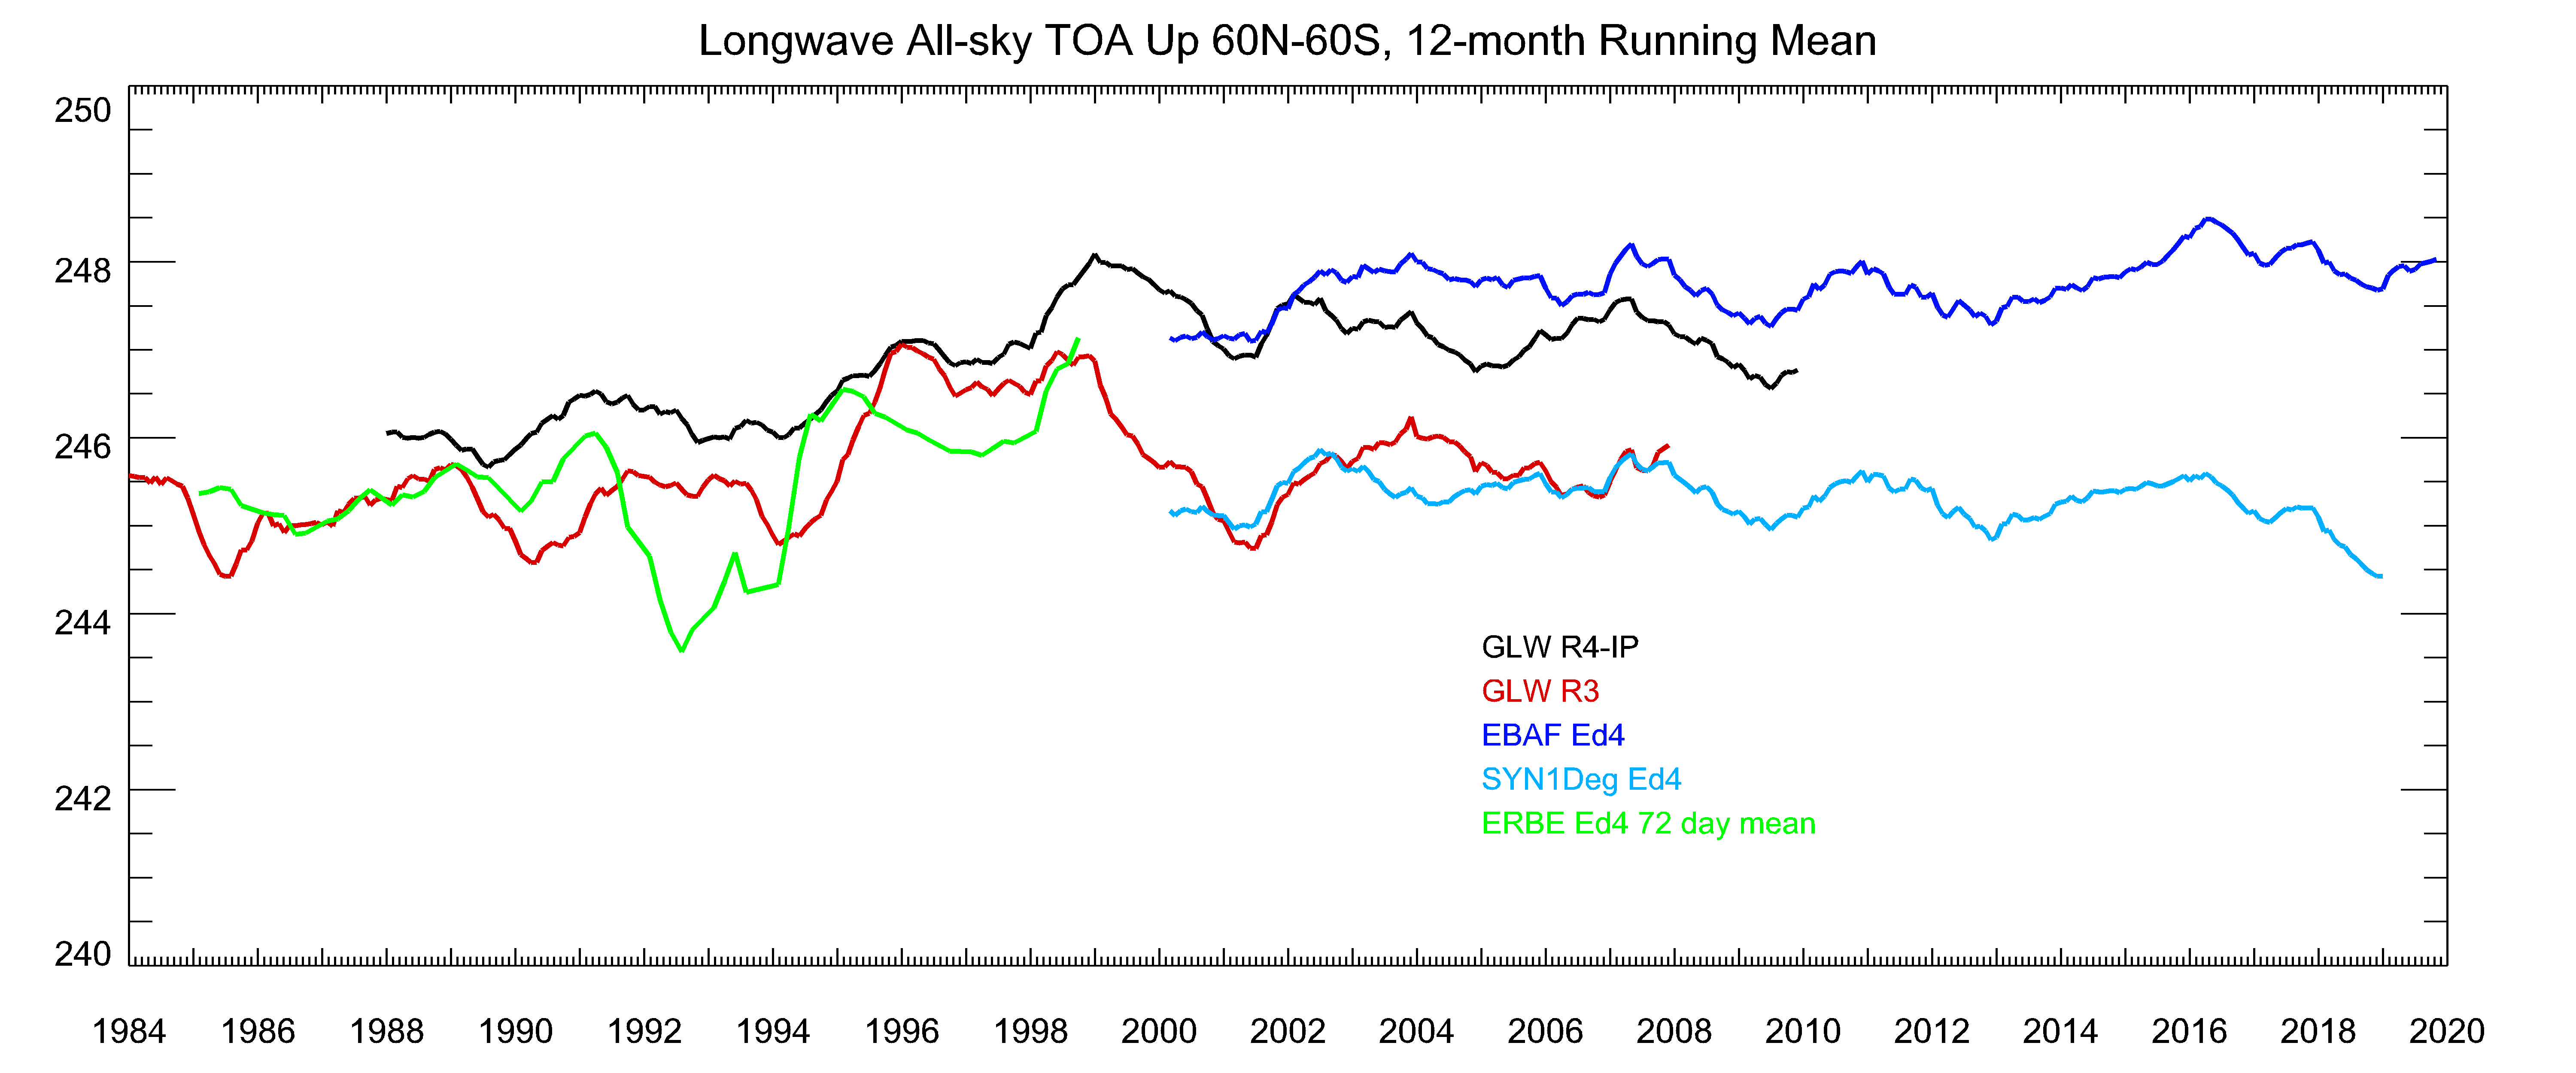 Longwave All-sky TOA Up 60N-60S, 12-month Running Mean
250
248
246
244
242
240
GLW R4-IP
GLW R3
EBAF Ed4
SYN1Deg Ed4
ERBE Ed4 72 day mean
1984 1986 1988 1990 1992 1994 1996 1998 2000 2002 2004 2006 2008 2010 2012 2014 2016 2018 2020